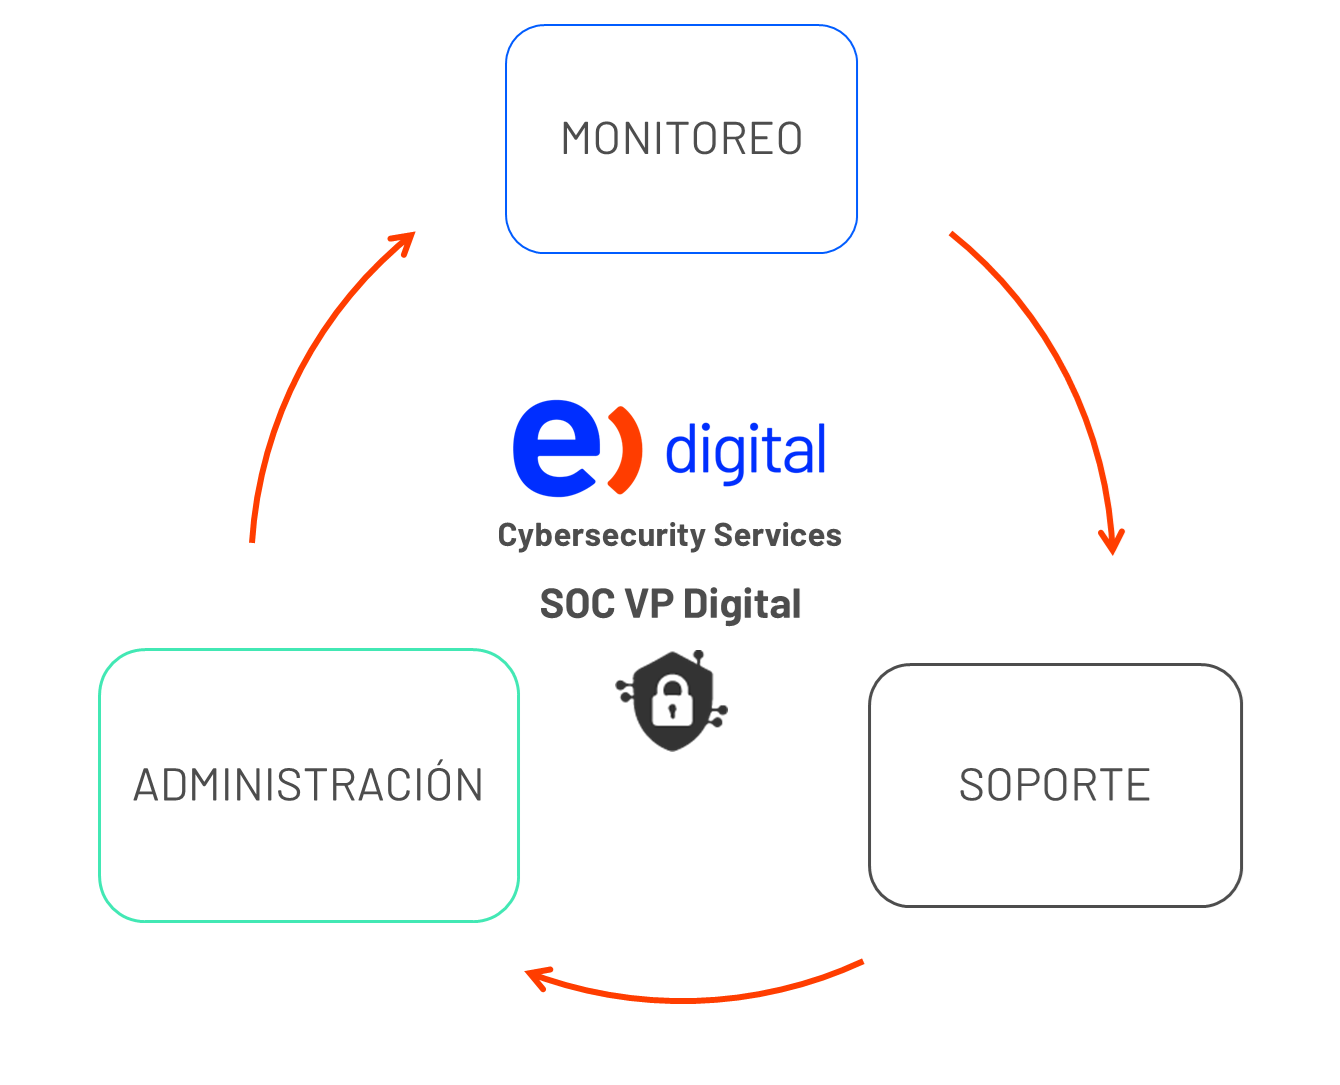 MONITOREO
e) digital
Cybersecurity Services
SOC VP Digital
ADMINISTRACIÓN
SOPORTE